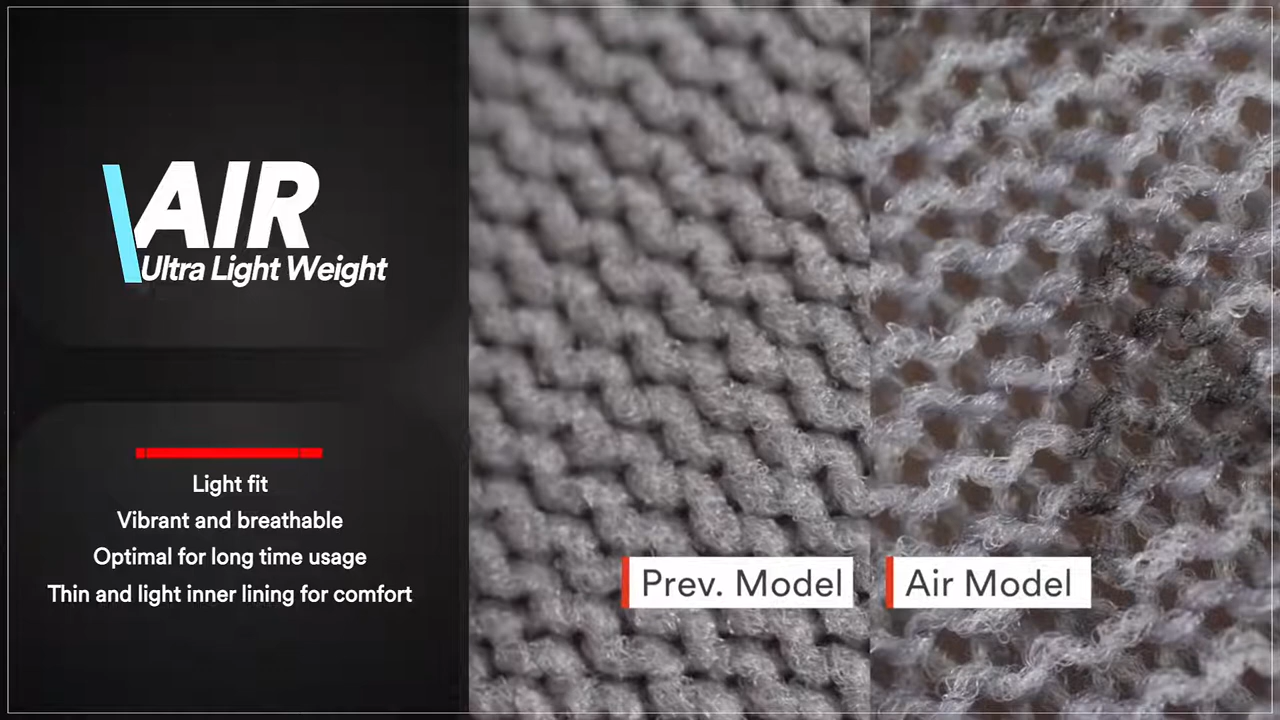 AIR
Ultra Light Weight
Light fit
Vibrant and breathable
Optimal for long time usage
Thin and light inner lining for comfort
Prev. Model
Air Model